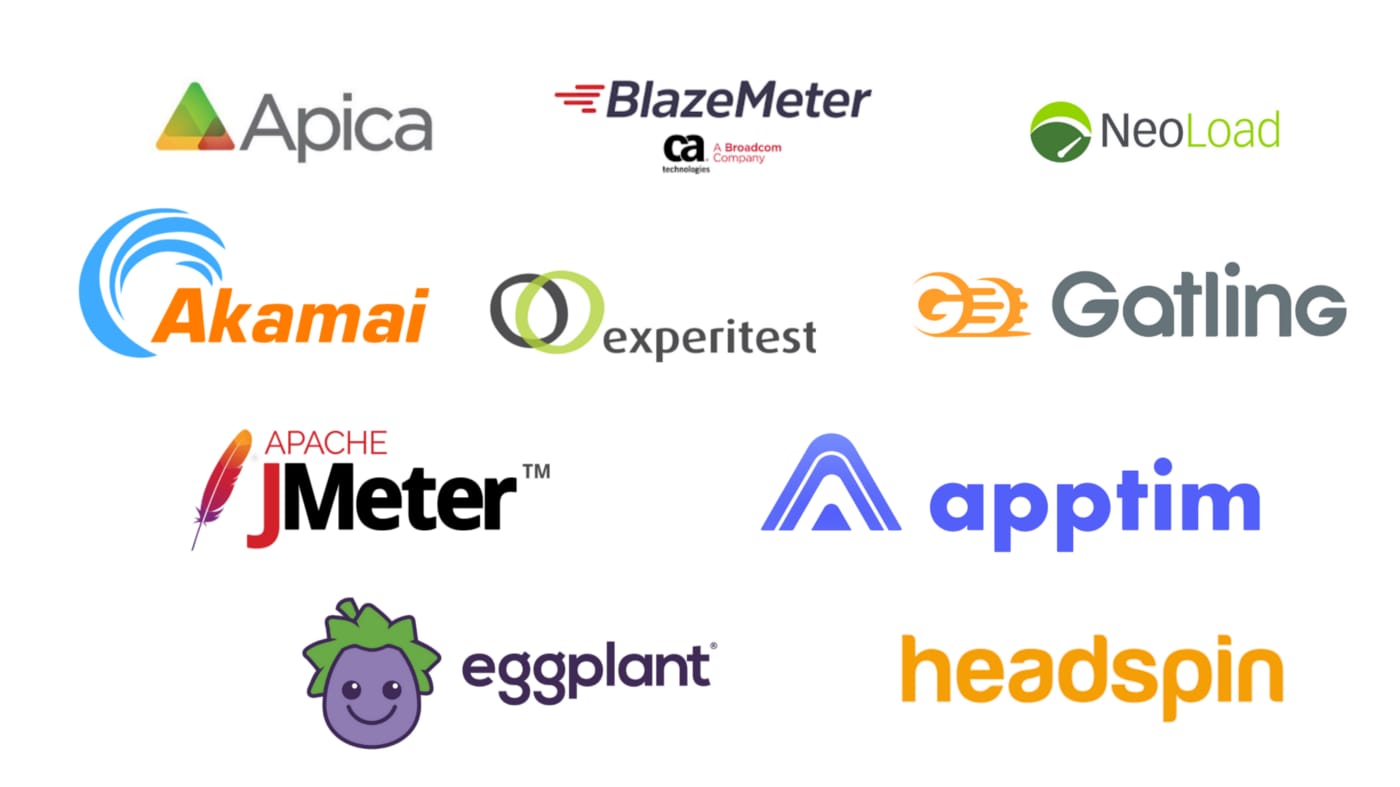 Apica
BlazeMeter
ca
technologies
A Broadcom
Company
NeoLoad
Akamai
experitest
Gatling
APACHE
JMeter™
apptim
eggplant®
headspin